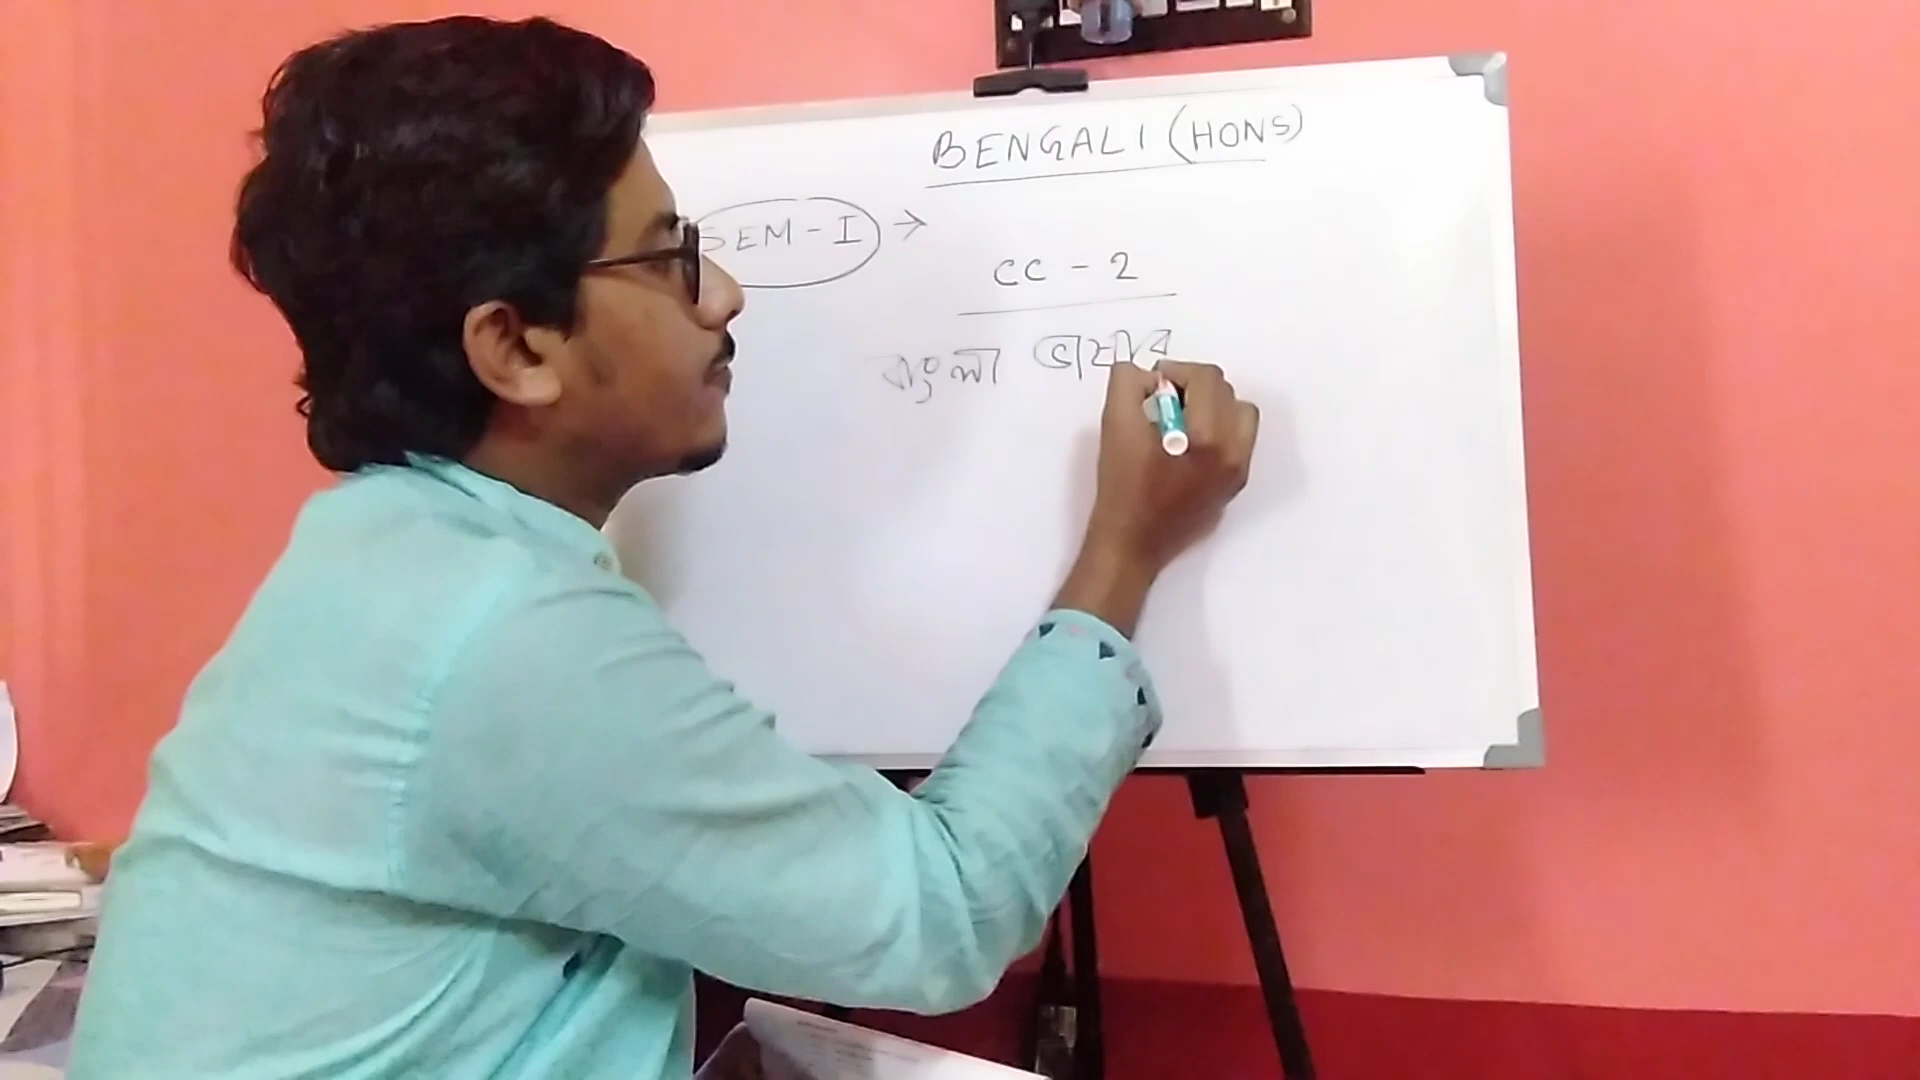 BENGALI (HONS)
SEM - I →
CC - 2
বাংলা ভাষার